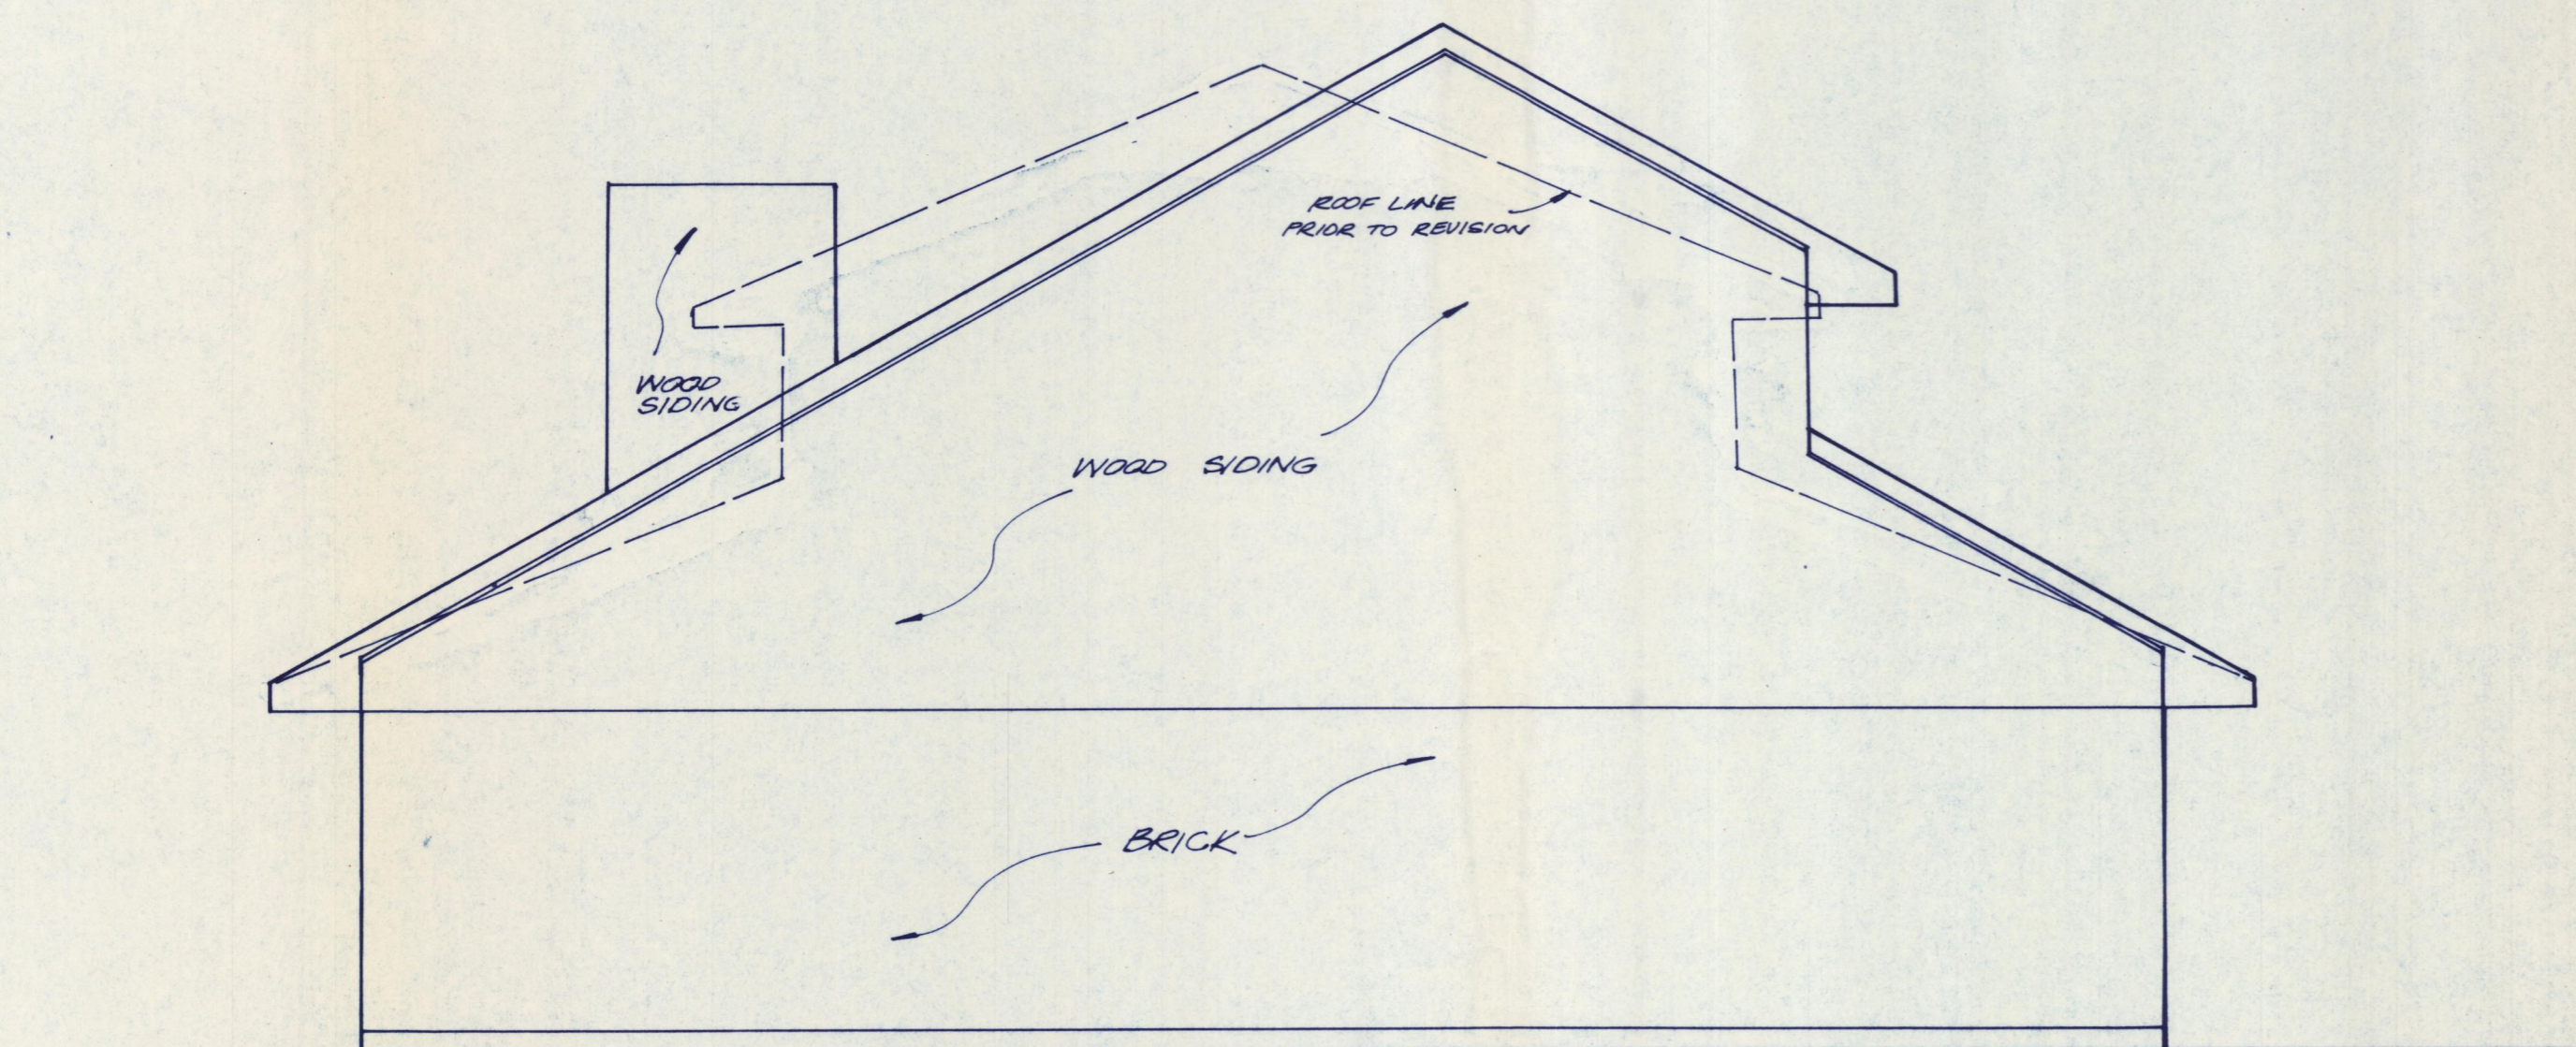 ROOF LINE
PRIOR TO REVISION
WOOD
SIDING
WOOD SIDING
BRICK